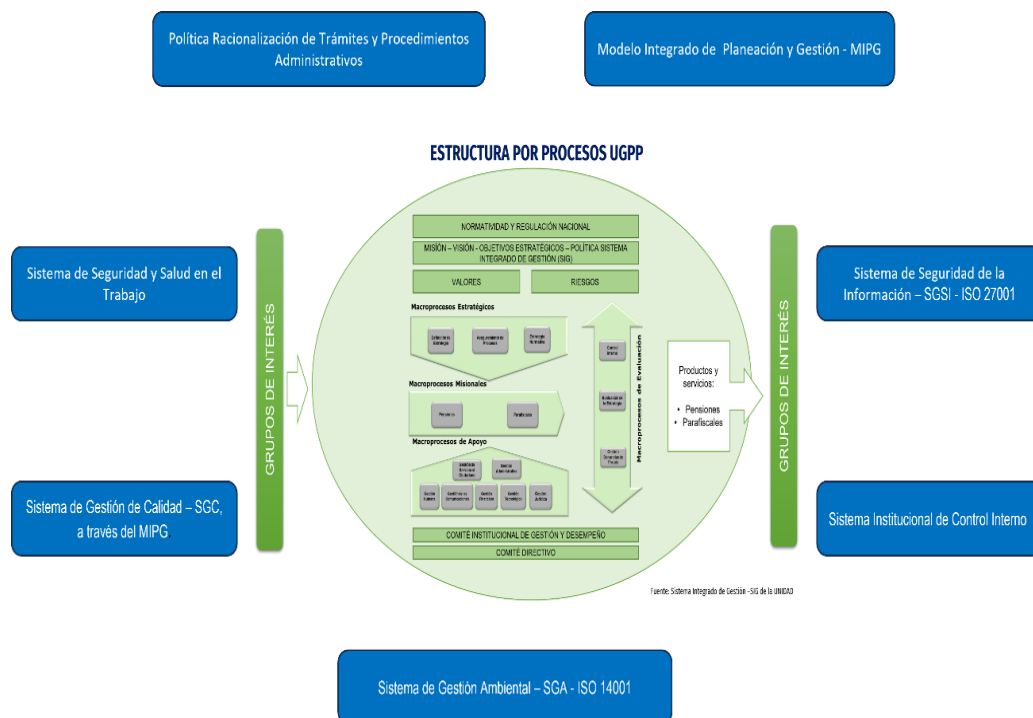 Política Racionalización de Trámites y Procedimientos
Administrativos
Modelo Integrado de Planeación y Gestión - MIPG
ESTRUCTURA POR PROCESOS UGPP
NORMATIVIDAD Y REGULACIÓN NACIONAL
MISIÓN – VISIÓN - OBJETIVOS ESTRATÉGICOS – POLÍTICA SISTEMA
INTEGRADO DE GESTIÓN (SIG)
VALORES
RIESGOS
Sistema de Seguridad y Salud en el
Trabajo
GRUPOS DE INTERÉS
Macroprocesos Estratégicos
Macroprocesos Misionales
Pensiones
Parafiscales
Macroprocesos de Apoyo
Control
Interno
Macroprocesos de Evaluación
Productos y
servicios:
• Pensiones
• Parafiscales
GRUPOS DE INTERÉS
Sistema de Seguridad de la
Información – SGSI - ISO 27001
Sistema de Gestión de Calidad – SGC,
a través del MIPG.
Sistema Institucional de Control Interno
COMITÉ INSTITUCIONAL DE GESTIÓN Y DESEMPEÑO
COMITÉ DIRECTIVO
Fuente: Sistema Integrado de Gestión -SIG de la UNIDAD
Sistema de Gestión Ambiental – SGA - ISO 14001